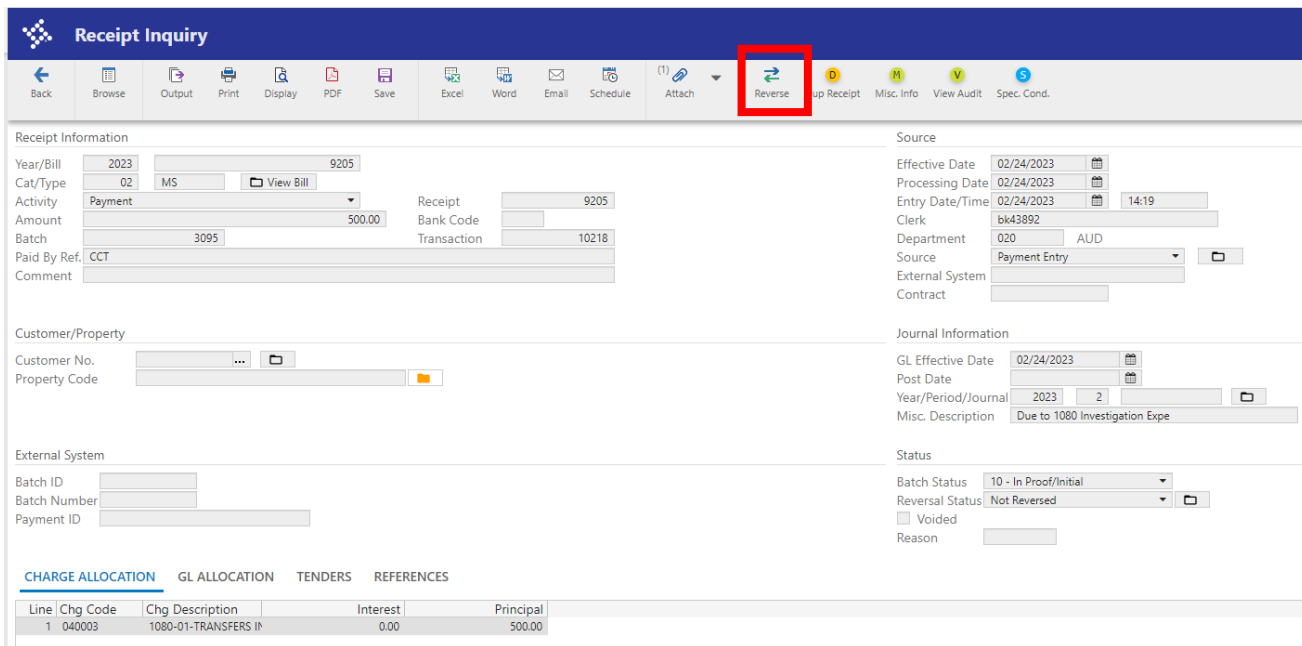 Receipt Inquiry
(1)
Back Browse Output Print Display PDF Save Excel Word Email Schedule Attach Reverse up Receipt Misc. Info View Audit Spec. Cond.
D M V S
Receipt Information
Year/Bill 2023 9205
Cat/Type 02 MS View Bill
Activity Payment Receipt 9205
Amount 500.00 Bank Code
Batch 3095 Transaction 10218
Paid By Ref. CCT
Comment
Source
Effective Date 02/24/2023
Processing Date 02/24/2023
Entry Date/Time 02/24/2023 14:19
Clerk bk43892
Department 020 AUD
Source Payment Entry
External System
Contract
Customer/Property
Customer No. ...
Property Code
Journal Information
GL Effective Date 02/24/2023
Post Date
Year/Period/Journal 2023 2
Misc. Description Due to 1080 Investigation Expe
External System
Batch ID
Batch Number
Payment ID
Status
Batch Status 10 - In Proof/Initial
Reversal Status Not Reversed
Voided
Reason
CHARGE ALLOCATION GL ALLOCATION TENDERS REFERENCES
Line Chg Code Chg Description Interest Principal
1 040003 1080-01-TRANSFERS IN 0.00 500.00